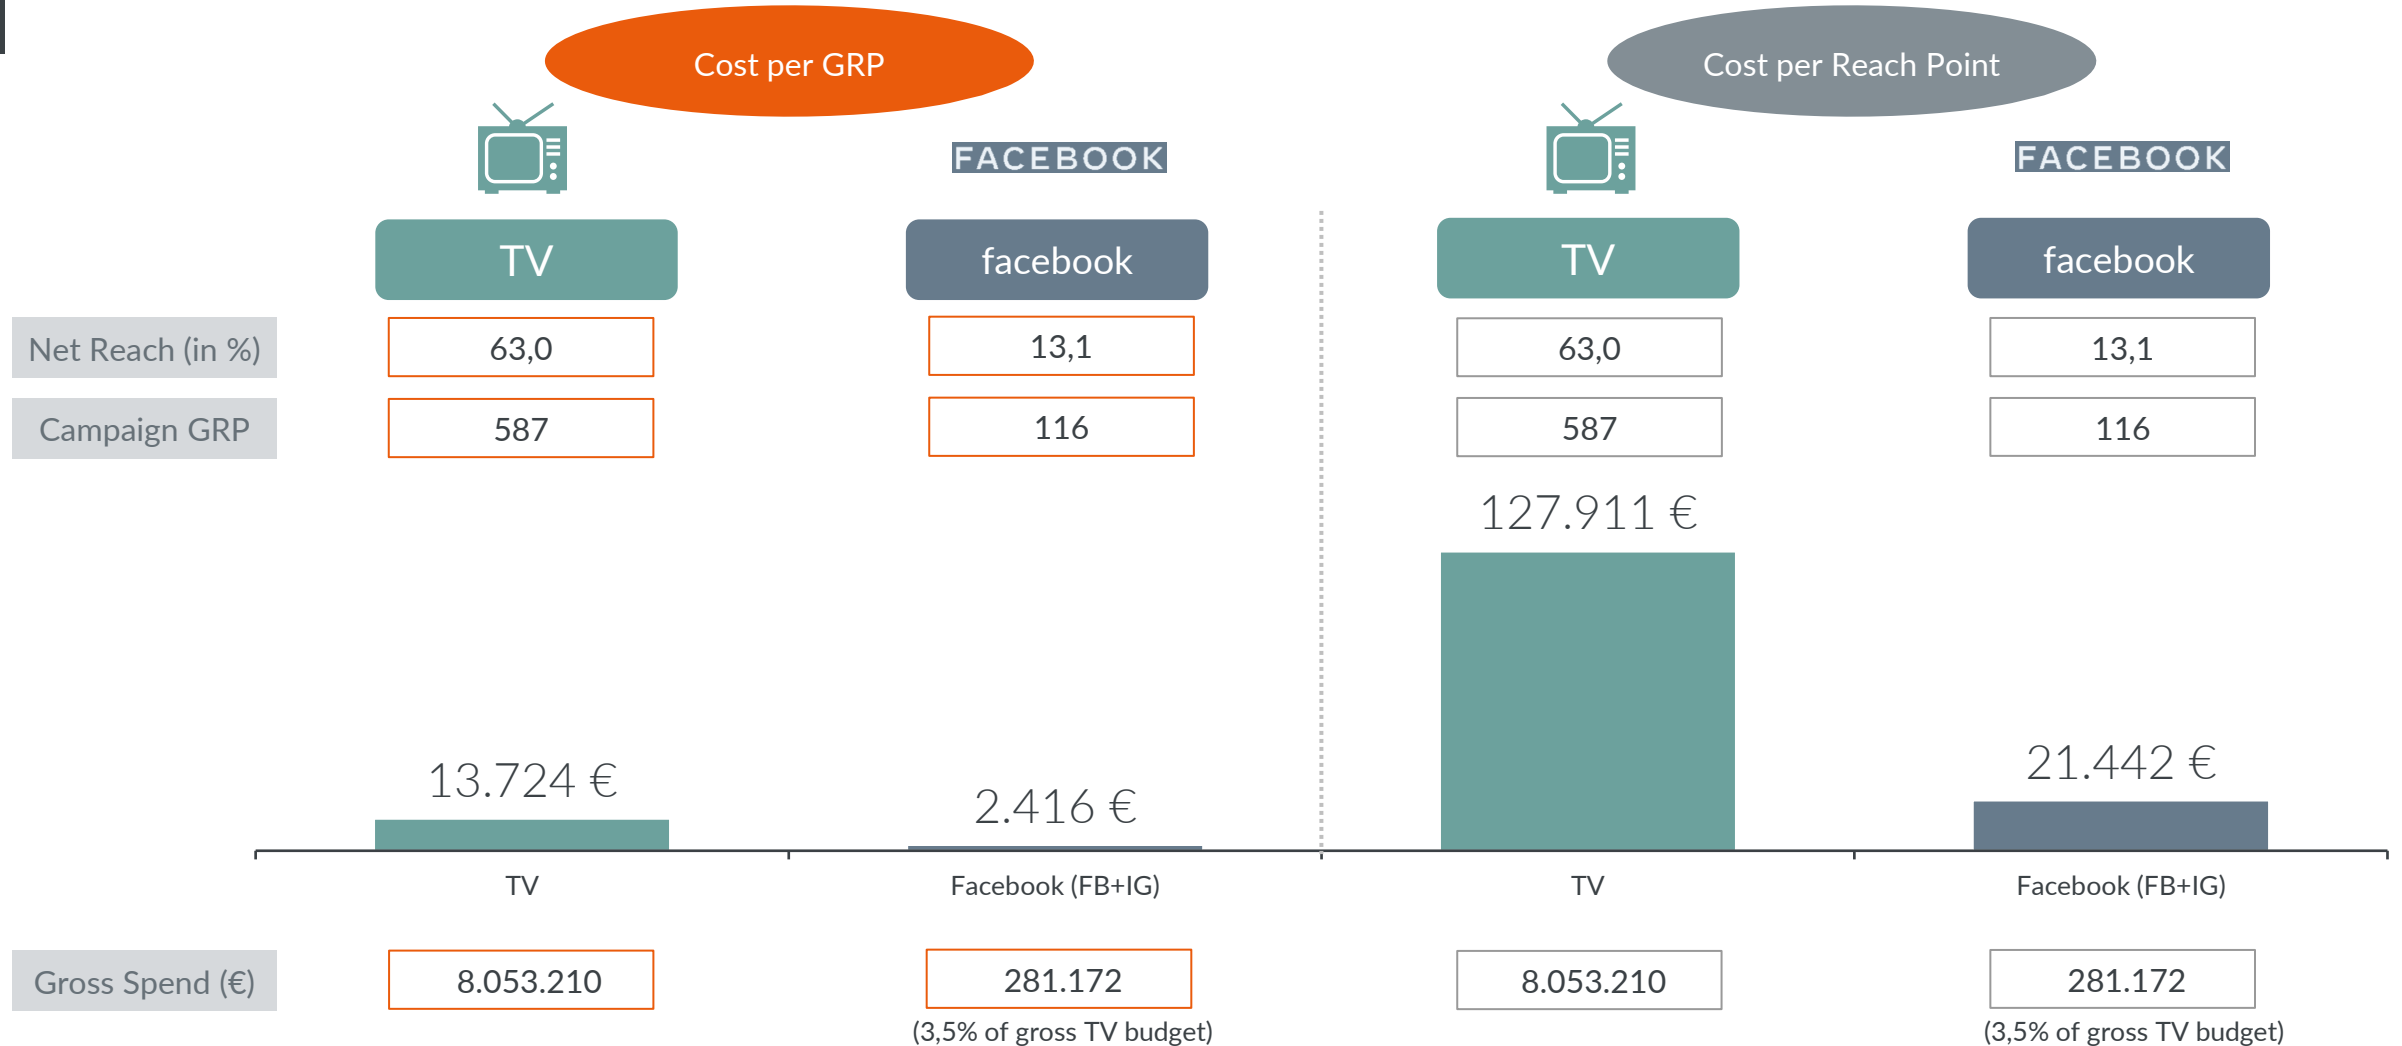 Cost per GRP
Cost per Reach Point
FACEBOOK
FACEBOOK
TV
facebook
TV
facebook
Net Reach (in %)
63,0
13,1
63,0
13,1
Campaign GRP
587
116
587
116
127.911 €
13.724 €
2.416 €
21.442 €
TV
Facebook (FB+IG)
TV
Facebook (FB+IG)
Gross Spend (€)
8.053.210
281.172
8.053.210
281.172
(3,5% of gross TV budget)
(3,5% of gross TV budget)